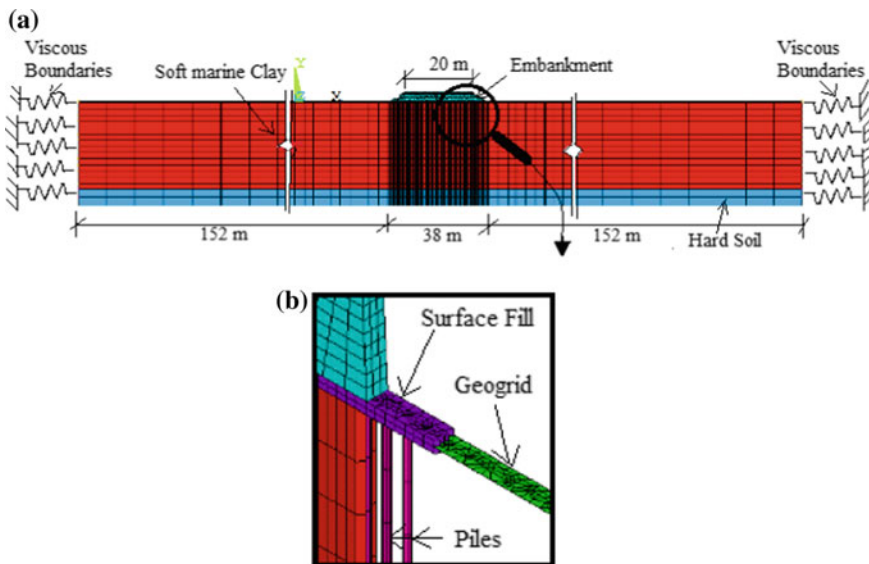 (a)
Viscous
Boundaries
Soft marine Clay
Y
X
20 m
Embankment
Viscous
Boundaries
152 m
38 m
152 m
Hard Soil
(b)
Surface Fill
Geogrid
Piles